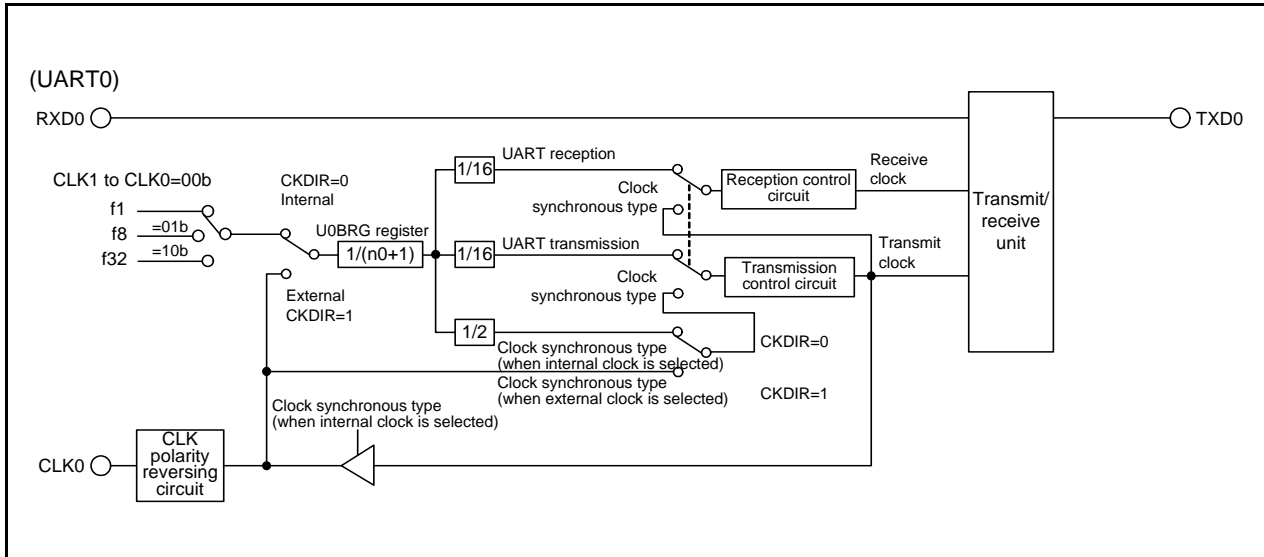 (UART0)
RXD0
TXD0
1/16
UART reception
CLK1 to CLK0=00b
CKDIR=0
Internal
Clock
synchronous type
Reception control
circuit
Receive
clock
Transmit/
receive
unit
f1
f8
=01b
f32
=10b
U0BRG register
1/(n0+1)
1/16
UART transmission
Transmit
clock
External
CKDIR=1
Clock
synchronous type
Transmission
control circuit
1/2
CKDIR=0
Clock synchronous type
(when internal clock is selected)
Clock synchronous type
(when external clock is selected)
CKDIR=1
Clock synchronous type
(when internal clock is selected)
CLK0
CLK
polarity
reversing
circuit